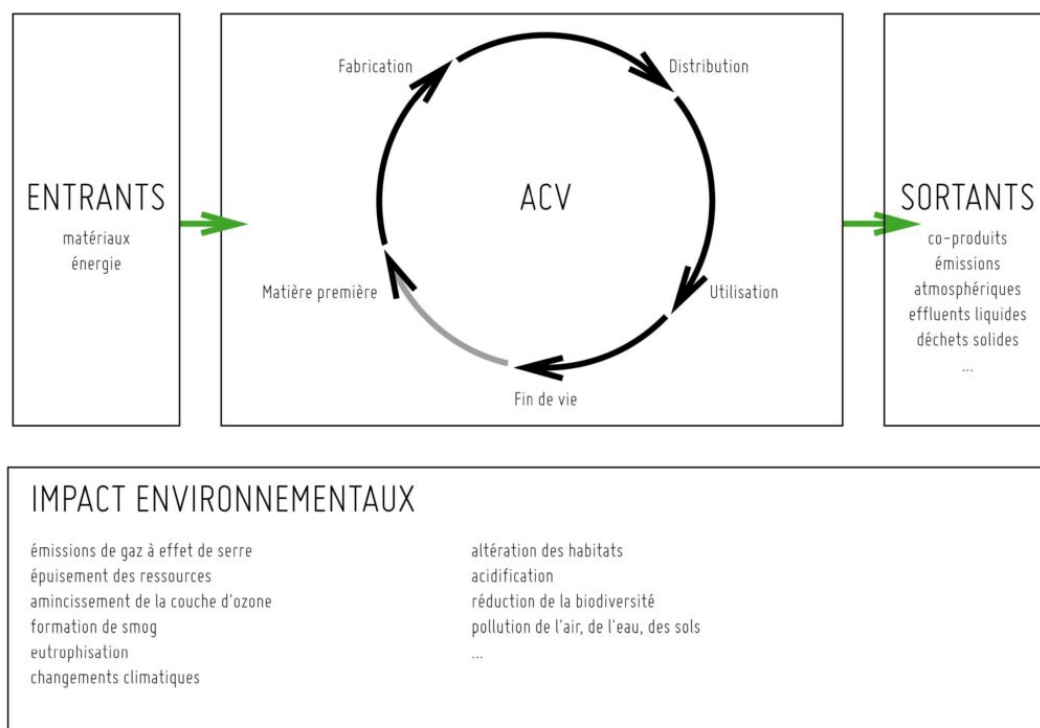 ENTRANTS
matériaux
énergie
Fabrication
Distribution
ACV
Matière première
Utilisation
Fin de vie
SORTANTS
co-produits
émissions
atmosphériques
effluents liquides
déchets solides
...
IMPACT ENVIRONNEMENTAUX
émissions de gaz à effet de serre
épuisement des ressources
amincissement de la couche d'ozone
formation de smog
eutrophisation
changements climatiques
altération des habitats
acidification
réduction de la biodiversité
pollution de l'air, de l'eau, des sols
...